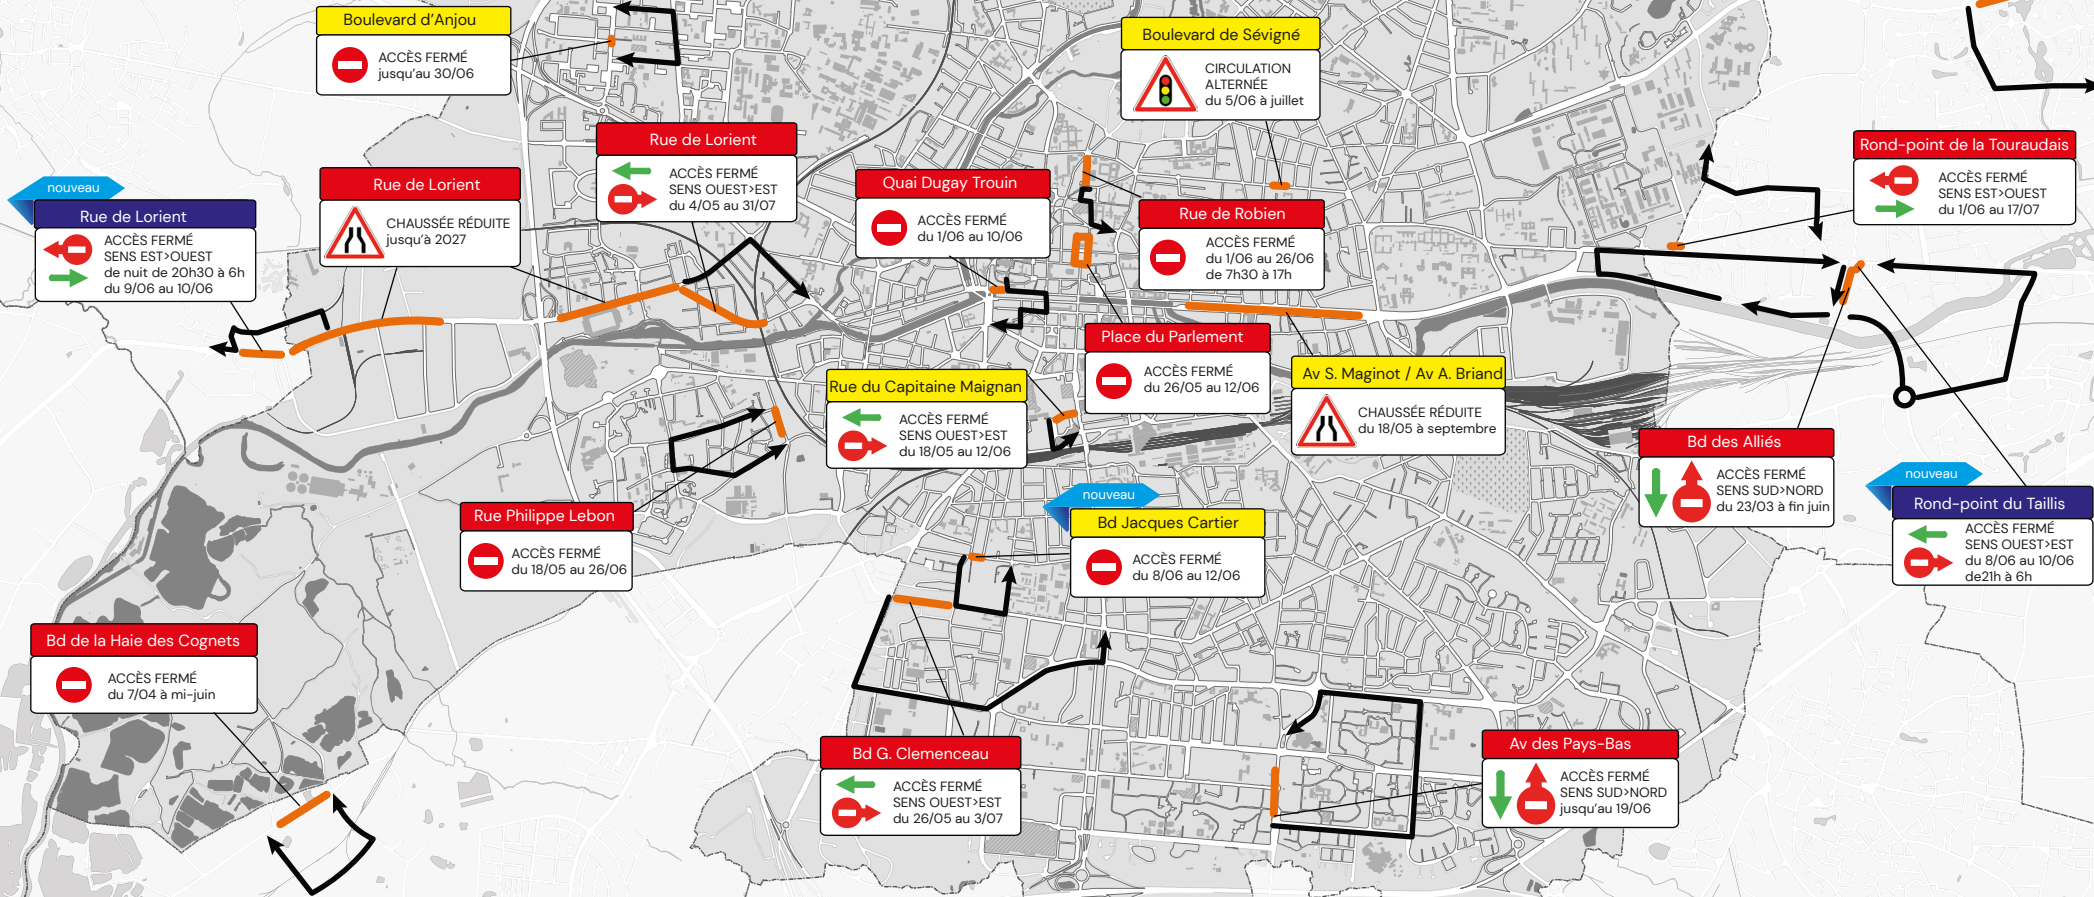 Boulevard d'Anjou
ACCÈS FERMÉ
jusqu'au 30/06
Boulevard de Sévigné
CIRCULATION
ALTERNÉE
du 5/06 à juillet
Rue de Lorient
ACCÈS FERMÉ
SENS OUEST>EST
du 4/05 au 31/07
Rond-point de la Touraudais
ACCÈS FERMÉ
SENS EST>OUEST
du 1/06 au 17/07
nouveau
Rue de Lorient
ACCÈS FERMÉ
SENS EST>OUEST
de nuit de 20h30 à 6h
du 9/06 au 10/06
Rue de Lorient
CHAUSSÉE RÉDUITE
jusqu'à 2027
Quai Dugay Trouin
ACCÈS FERMÉ
du 1/06 au 10/06
Rue de Robien
ACCÈS FERMÉ
du 1/06 au 26/06
de 7h30 à 17h
Place du Parlement
ACCÈS FERMÉ
du 26/05 au 12/06
Rue du Capitaine Maignan
ACCÈS FERMÉ
SENS OUEST>EST
du 18/05 au 12/06
Av S. Maginot / Av A. Briand
CHAUSSÉE RÉDUITE
du 18/05 à septembre
Bd des Alliés
ACCÈS FERMÉ
SENS SUD>NORD
du 23/03 à fin juin
nouveau
Rond-point du Taillis
ACCÈS FERMÉ
SENS OUEST>EST
du 8/06 au 10/06
de21h à 6h
Rue Philippe Lebon
ACCÈS FERMÉ
du 18/05 au 26/06
nouveau
Bd Jacques Cartier
ACCÈS FERMÉ
du 8/06 au 12/06
Bd de la Haie des Cognets
ACCÈS FERMÉ
du 7/04 à mi-juin
Bd G. Clemenceau
ACCÈS FERMÉ
SENS OUEST>EST
du 26/05 au 3/07
Av des Pays-Bas
ACCÈS FERMÉ
SENS SUD>NORD
jusqu'au 19/06